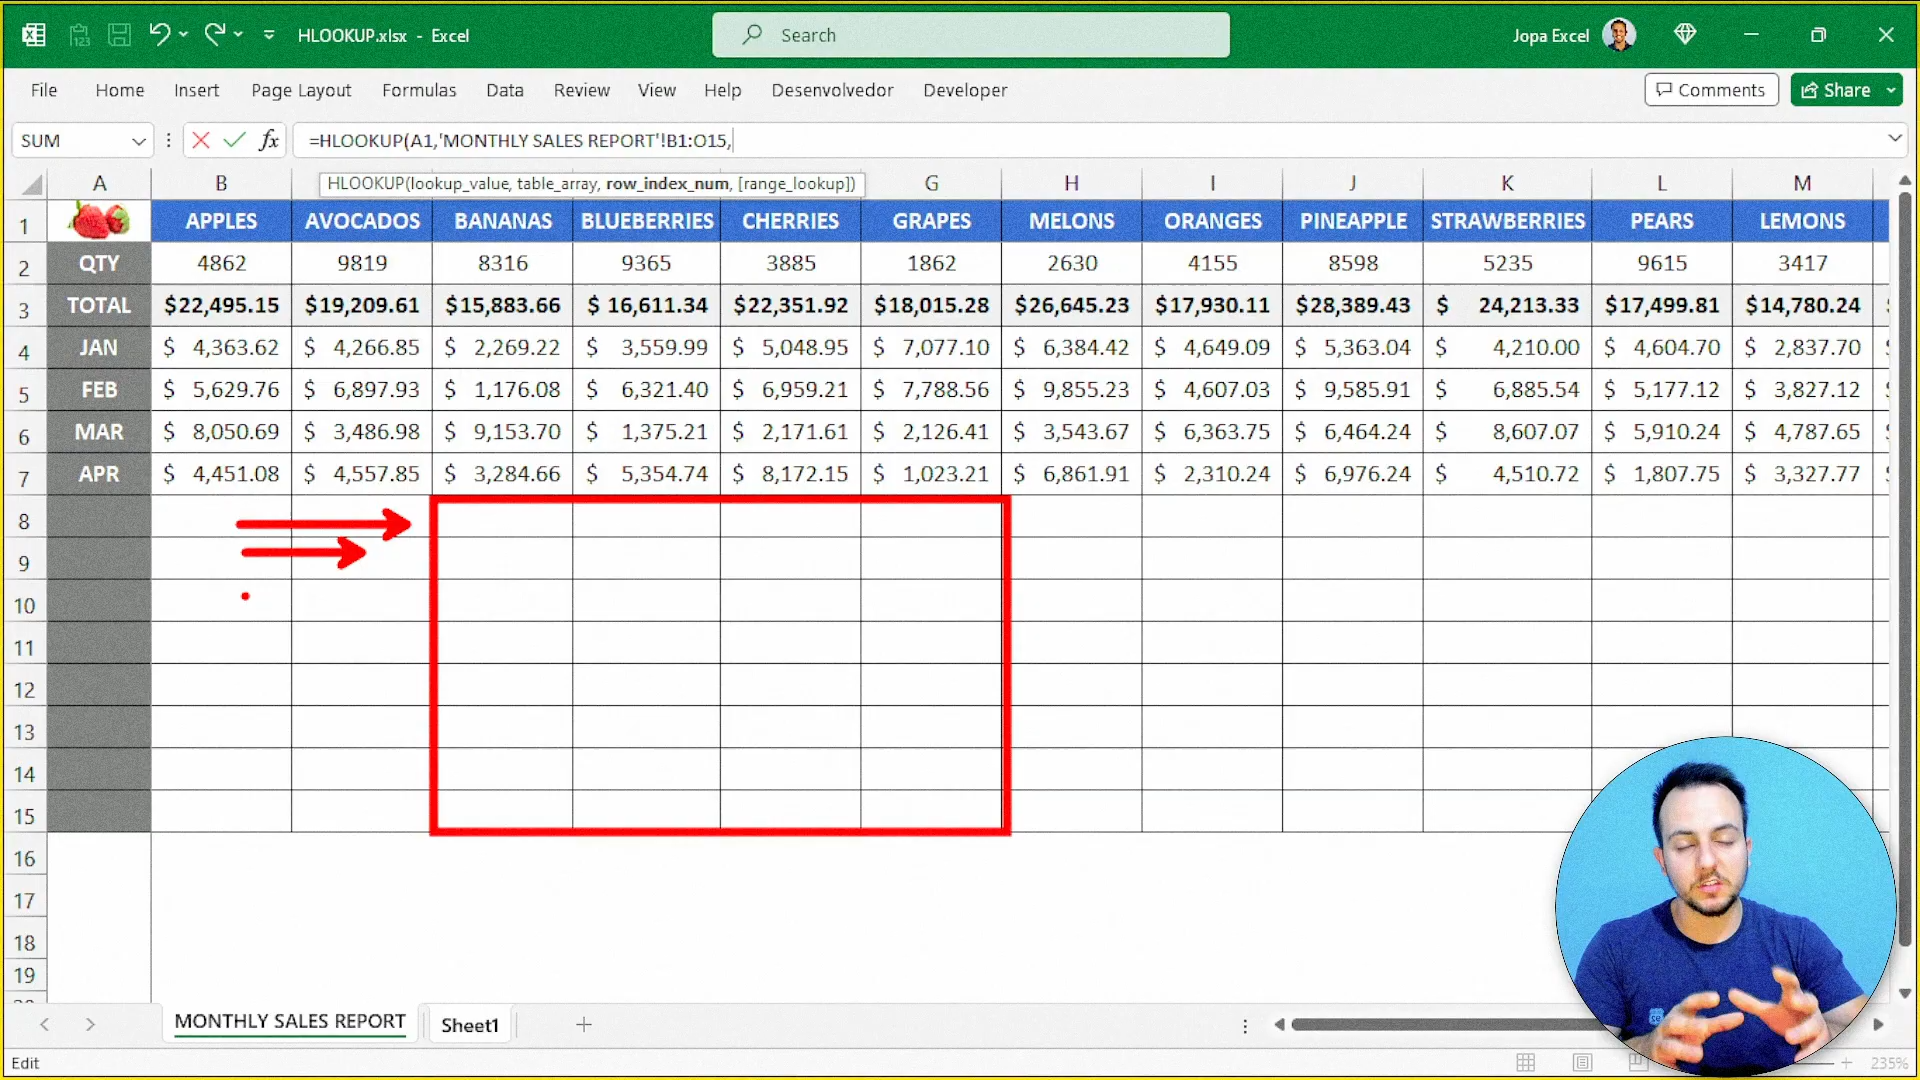 HLOOKUP.xlsx - Excel
Search
Jopa Excel
File Home Insert Page Layout Formulas Data Review View Help Desenvolvedor Developer
Comments
Share
SUM
fx
=HLOOKUP(A1,'MONTHLY SALES REPORT'!B1:O15,
HLOOKUP(lookup_value, table_array, row_index_num, [range_lookup])
A B G H I J K L M
1 APPLES AVOCADOS BANANAS BLUEBERRIES CHERRIES GRAPES MELONS ORANGES PINEAPPLE STRAWBERRIES PEARS LEMONS
2 QTY 4862 9819 8316 9365 3885 1862 2630 4155 8598 5235 9615 3417
3 TOTAL $22,495.15 $19,209.61 $15,883.66 $ 16,611.34 $22,351.92 $18,015.28 $26,645.23 $17,930.11 $28,389.43 $ 24,213.33 $17,499.81 $14,780.24
4 JAN $ 4,363.62 $ 4,266.85 $ 2,269.22 $ 3,559.99 $ 5,048.95 $ 7,077.10 $ 6,384.42 $ 4,649.09 $ 5,363.04 $ 4,210.00 $ 4,604.70 $ 2,837.70
5 FEB $ 5,629.76 $ 6,897.93 $ 1,176.08 $ 6,321.40 $ 6,959.21 $ 7,788.56 $ 9,855.23 $ 4,607.03 $ 9,585.91 $ 6,885.54 $ 5,177.12 $ 3,827.12
6 MAR $ 8,050.69 $ 3,486.98 $ 9,153.70 $ 1,375.21 $ 2,171.61 $ 2,126.41 $ 3,543.67 $ 6,363.75 $ 6,464.24 $ 8,607.07 $ 5,910.24 $ 4,787.65
7 APR $ 4,451.08 $ 4,557.85 $ 3,284.66 $ 5,354.74 $ 8,172.15 $ 1,023.21 $ 6,861.91 $ 2,310.24 $ 6,976.24 $ 4,510.72 $ 1,807.75 $ 3,327.77
8
9
10
11
12
13
14
15
16
17
18
19
MONTHLY SALES REPORT Sheet1
Edit
235%